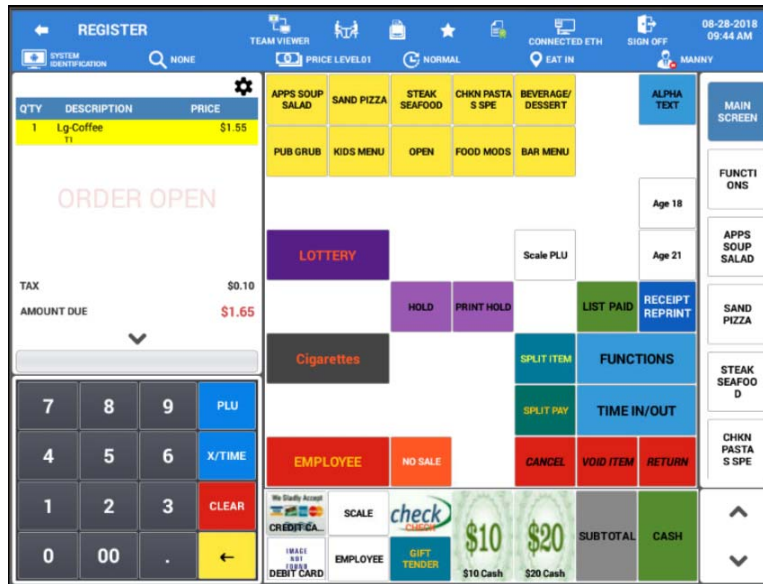 REGISTER
TEAM VIEWER
CONNECTED ETH
SIGN OFF
08-28-2018
09:44 AM
SYSTEM
IDENTIFICATION
NONE
PRICE LEVEL01
NORMAL
EAT IN
MANNY
Q'TY DESCRIPTION PRICE
1 Lg-Coffee $1.55
T1
ORDER OPEN
TAX $0.10
AMOUNT DUE $1.65
7 8 9 PLU
4 5 6 X/TIME
1 2 3 CLEAR
0 00 . ←
APPS SOUP
SALAD
SAND PIZZA
STEAK
SEAFOOD
CHKN PASTA
S SPE
BEVERAGE/
DESSERT
ALPHA
TEXT
PUB GRUB
KIDS MENU
OPEN
FOOD MODS
BAR MENU
Age 18
LOTTERY
Scale PLU
Age 21
HOLD
PRINT HOLD
LIST PAID
RECEIPT
REPRINT
Cigarettes
SPLIT ITEM
FUNCTIONS
SPLIT PAY
TIME IN/OUT
EMPLOYEE
NO SALE
CANCEL
VOID ITEM
RETURN
We Gladly Accept
CREDIT CA...
SCALE
check
CHECK
$10
$10 Cash
$20
$20 Cash
SUBTOTAL
CASH
IMAGE
NOT
FOUND
DEBIT CARD
EMPLOYEE
GIFT
TENDER
MAIN
SCREEN
FUNCTI
ONS
APPS
SOUP
SALAD
SAND
PIZZA
STEAK
SEAFOO
D
CHKN
PASTA
S SPE